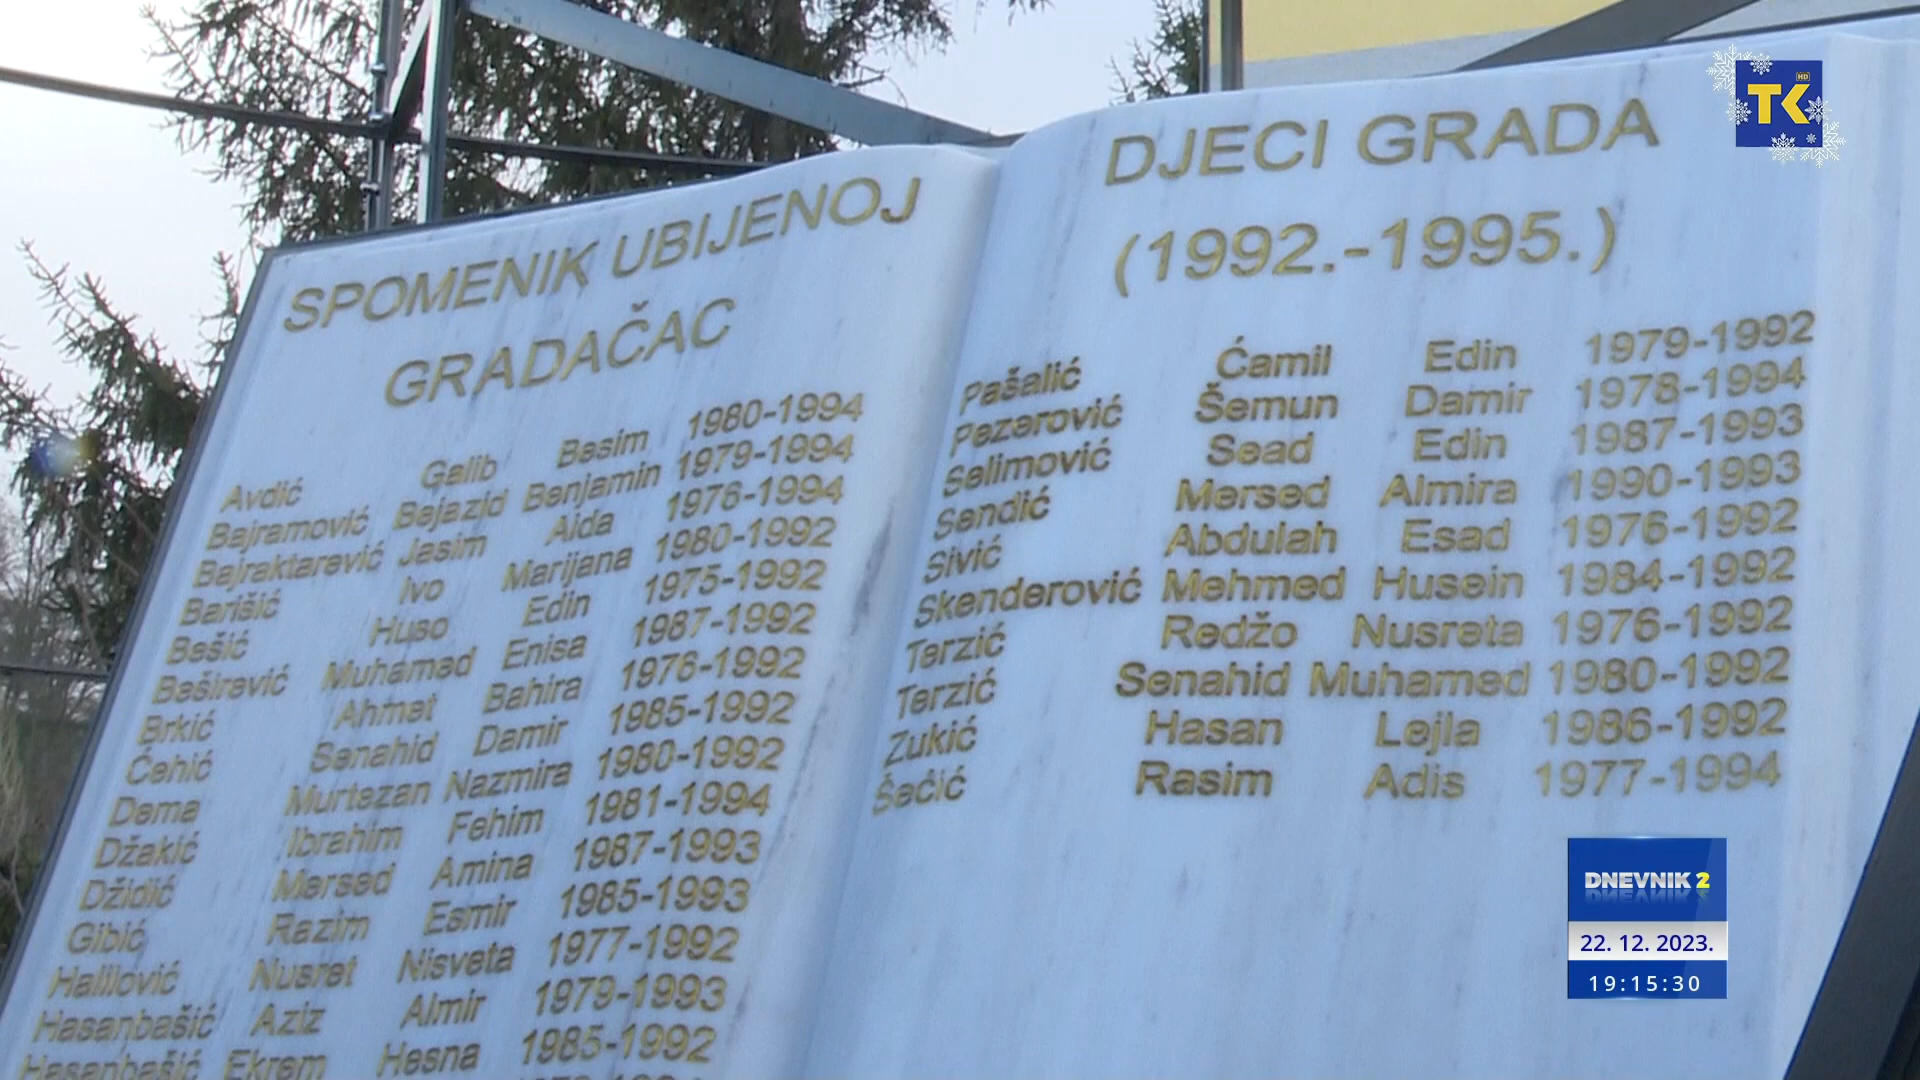 SPOMENIK UBIJENOJ
GRADAČAC
Avdić Galib Besim 1980-1994
Bajramović Bejazid Benjamin 1979-1994
Bajraktarević Jasim Aida 1976-1994
Barišić Ivo Marijana 1980-1992
Bešić Huso Edin 1975-1992
Beširević Muhamed Enisa 1987-1992
Brkić Ahmet Bahira 1976-1992
Ćehić Senahid Damir 1985-1992
Dema Murtezan Nazmira 1980-1992
Džakić Ibrahim Fehim 1981-1994
Džidić Mersed Amina 1987-1993
Gibić Razim Esmir 1985-1993
Halilović Nusret Nisveta 1977-1992
Hasanbašić Aziz Almir 1979-1993
Hasanbašić Ekrem Hesna 1985-1992
DJECI GRADA
(1992.-1995.)
Pašalić Ćamil Edin 1979-1992
Pezerović Šemun Damir 1978-1994
Selimović Sead Edin 1987-1993
Sendić Mersed Almira 1990-1993
Sivić Abdulah Esad 1976-1992
Skenderović Mehmed Husein 1984-1992
Terzić Redžo Nusreta 1976-1992
Terzić Senahid Muhamed 1980-1992
Zukić Hasan Lejla 1986-1992
Šečić Rasim Adis 1977-1994
TK HD
DNEVNIK 2
22. 12. 2023.
19:15:30